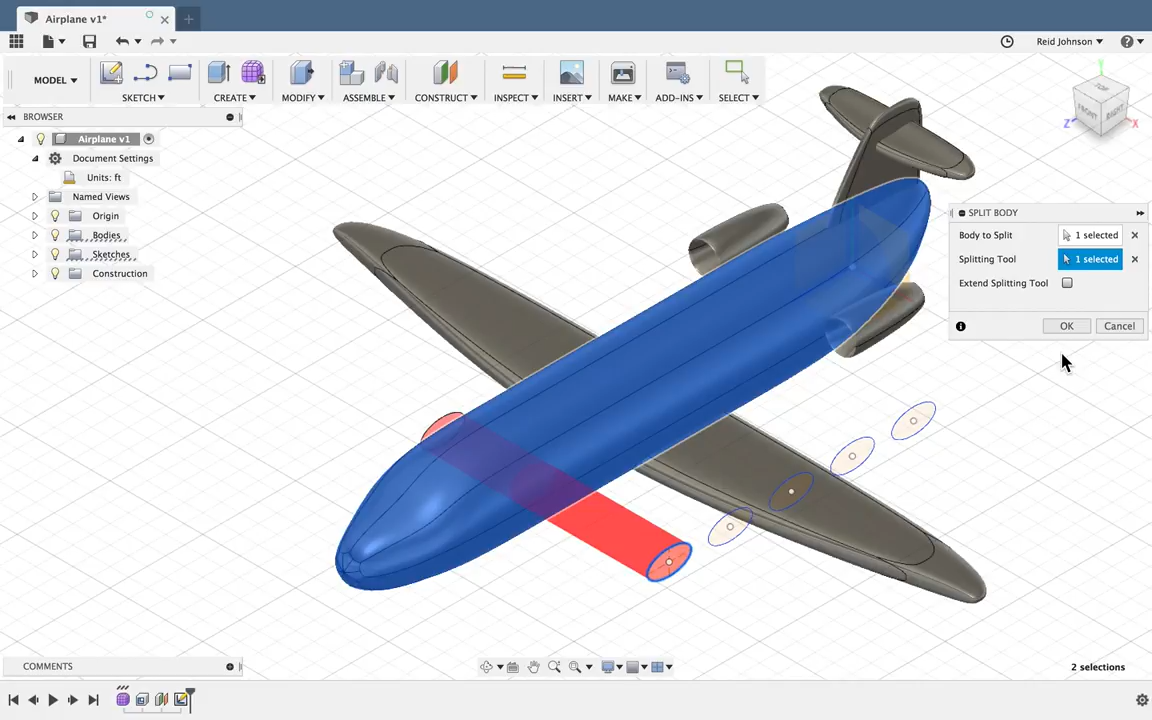 Airplane v1*
Reid Johnson
MODEL
SKETCH
CREATE
MODIFY
ASSEMBLE
CONSTRUCT
INSPECT
INSERT
MAKE
ADD-INS
SELECT
BROWSER
Airplane v1
Document Settings
Units: ft
Named Views
Origin
Bodies
Sketches
Construction
FRONT
RIGHT
Z
X
Y
SPLIT BODY
Body to Split
1 selected
Splitting Tool
1 selected
Extend Splitting Tool
OK
Cancel
COMMENTS
2 selections